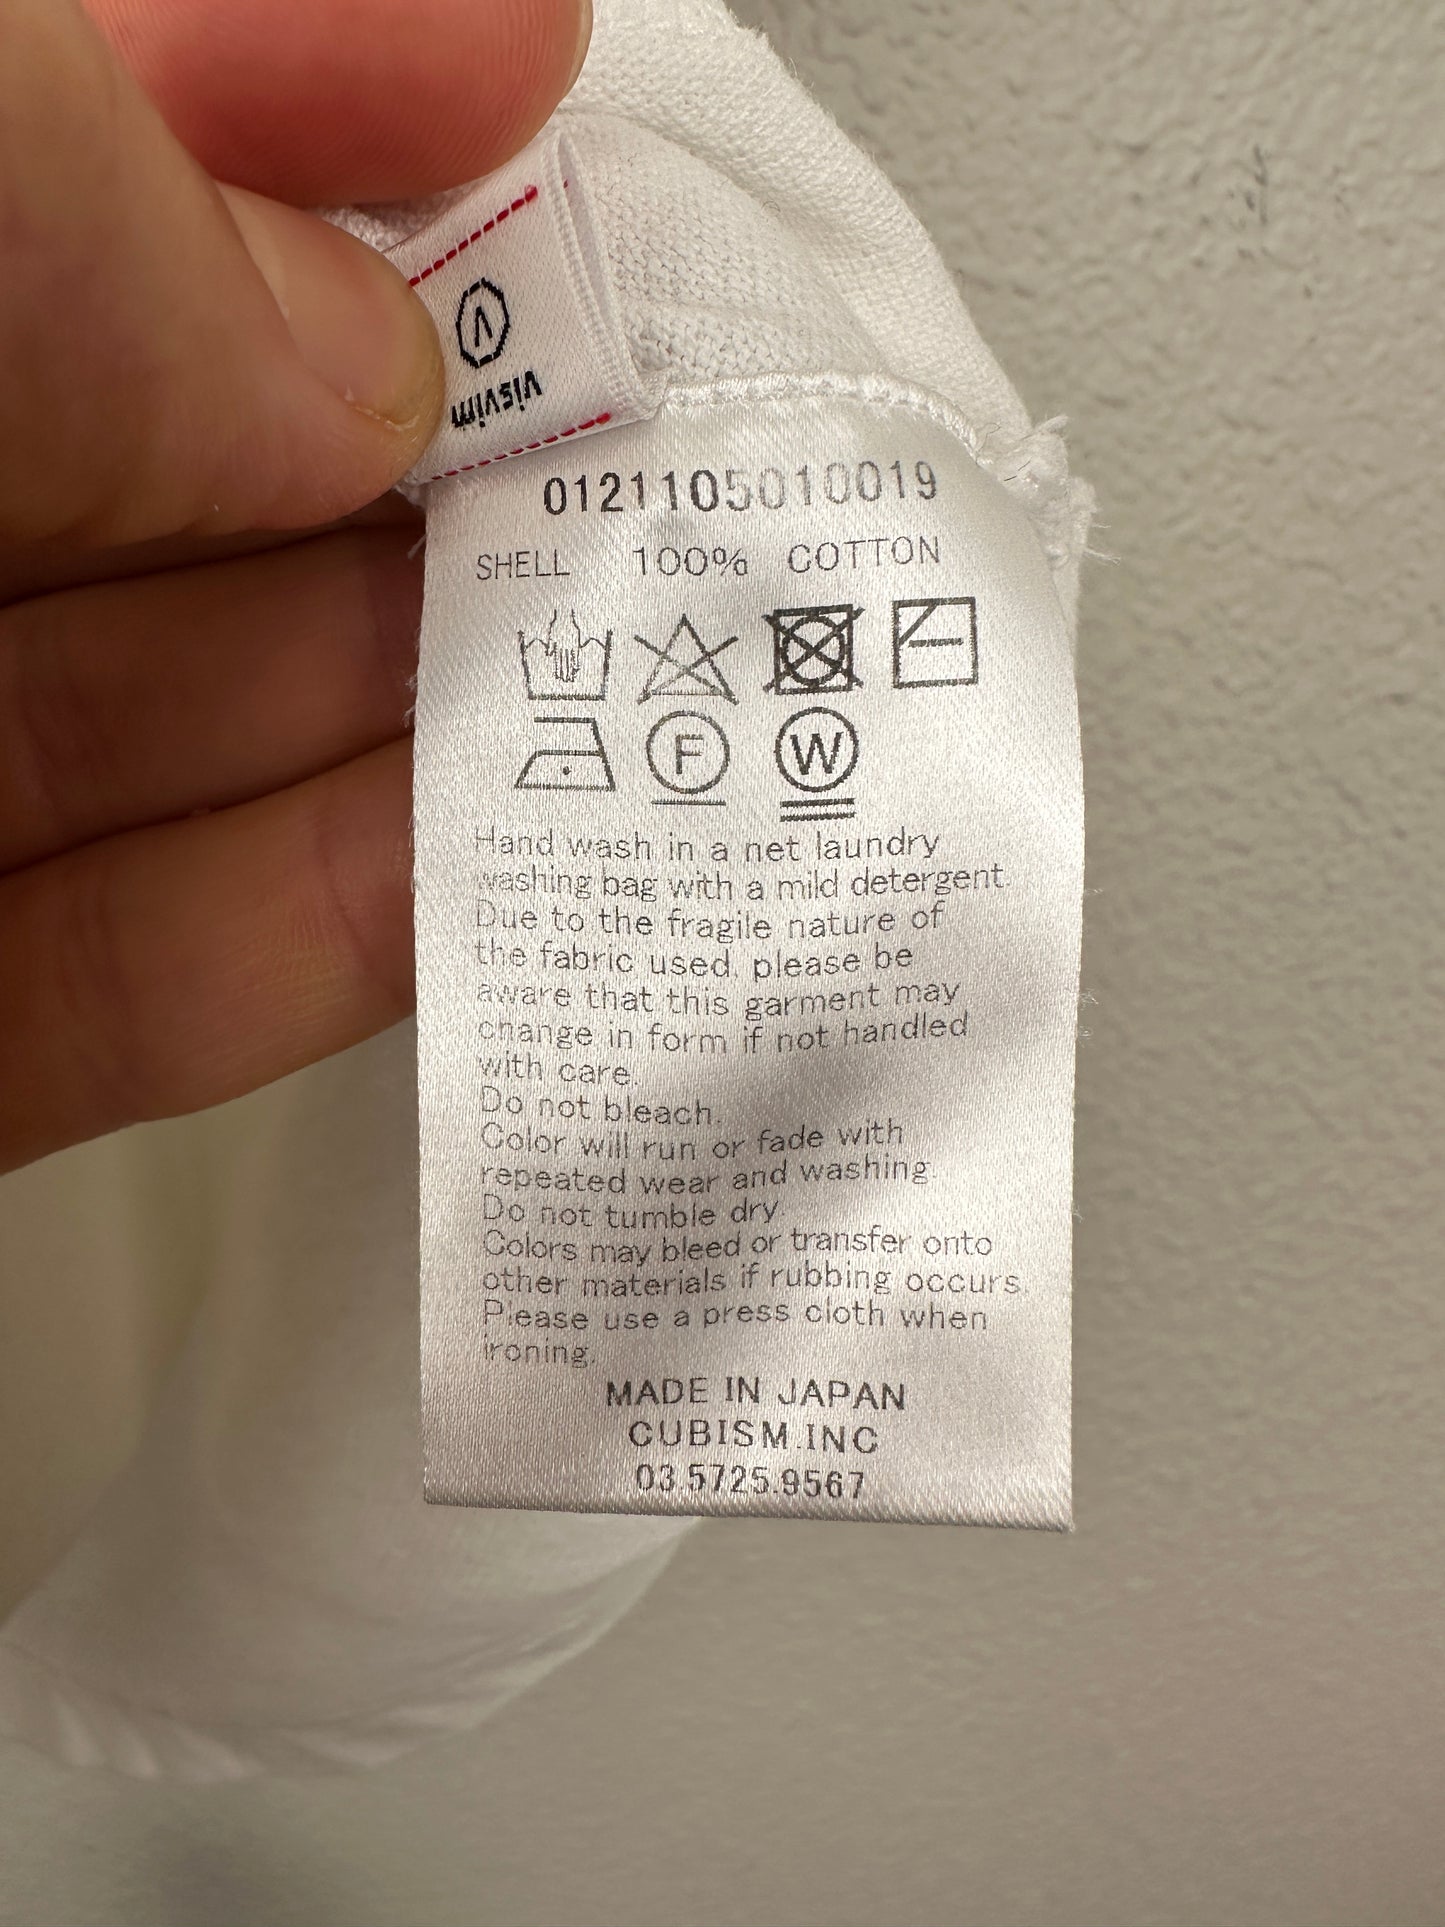 V
visvim
0121105010019
SHELL 100% COTTON
F W
Hand wash in a net laundry
washing bag with a mild detergent.
Due to the fragile nature of
the fabric used, please be
aware that this garment may
change in form if not handled
with care.
Do not bleach.
Color will run or fade with
repeated wear and washing.
Do not tumble dry.
Colors may bleed or transfer onto
other materials if rubbing occurs.
Please use a press cloth when
ironing.
MADE IN JAPAN
CUBISM.INC
03.5725.9567